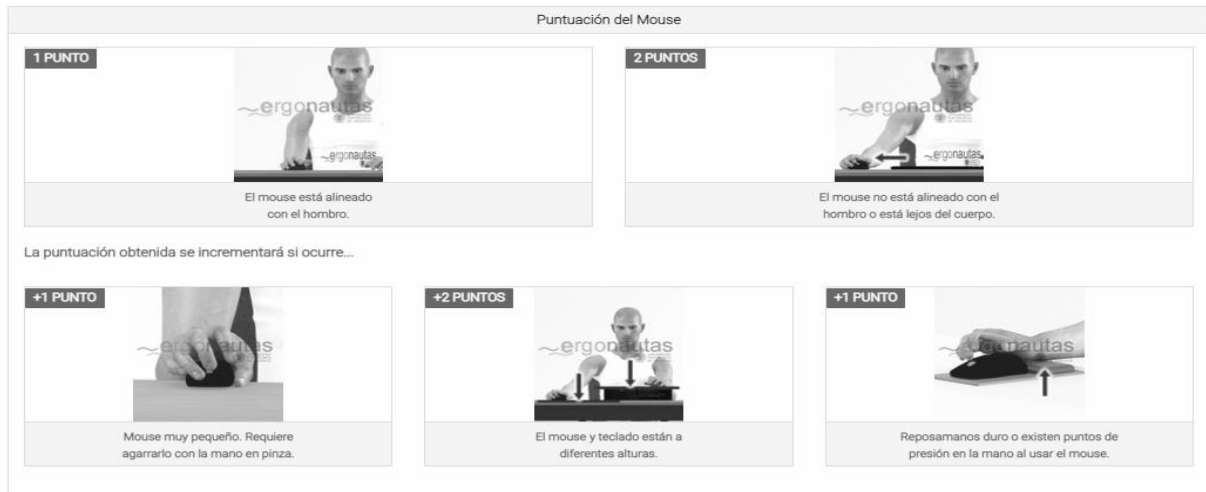 Puntuación del Mouse
1 PUNTO
2 PUNTOS
ergonautas
ergonautas
ergonautas
ergonautas
El mouse está alineado
con el hombro.
El mouse no está alineado con el
hombro o está lejos del cuerpo.
La puntuación obtenida se incrementará si ocurre...
+1 PUNTO
+2 PUNTOS
+1 PUNTO
ergonautas
ergonautas
ergonautas
Mouse muy pequeño. Requiere
agarrarlo con la mano en pinza.
El mouse y teclado están a
diferentes alturas.
Reposamanos duro o existen puntos de
presión en la mano al usar el mouse.